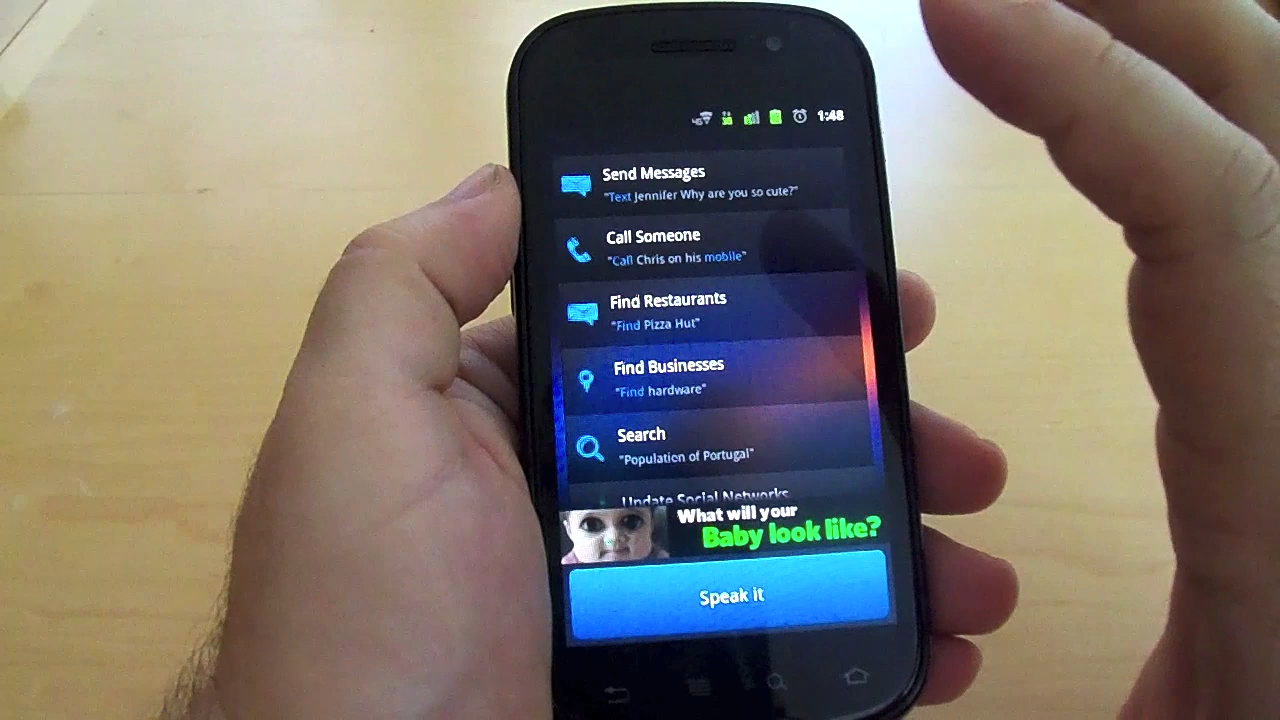 1:48
Send Messages
"Text Jennifer Why are you so cute?"
Call Someone
"Call Chris on his mobile"
Find Restaurants
"Find Pizza Hut"
Find Businesses
"Find hardware"
Search
"Population of Portugal"
Update Social Networks
What will your
Baby look like?
Speak it